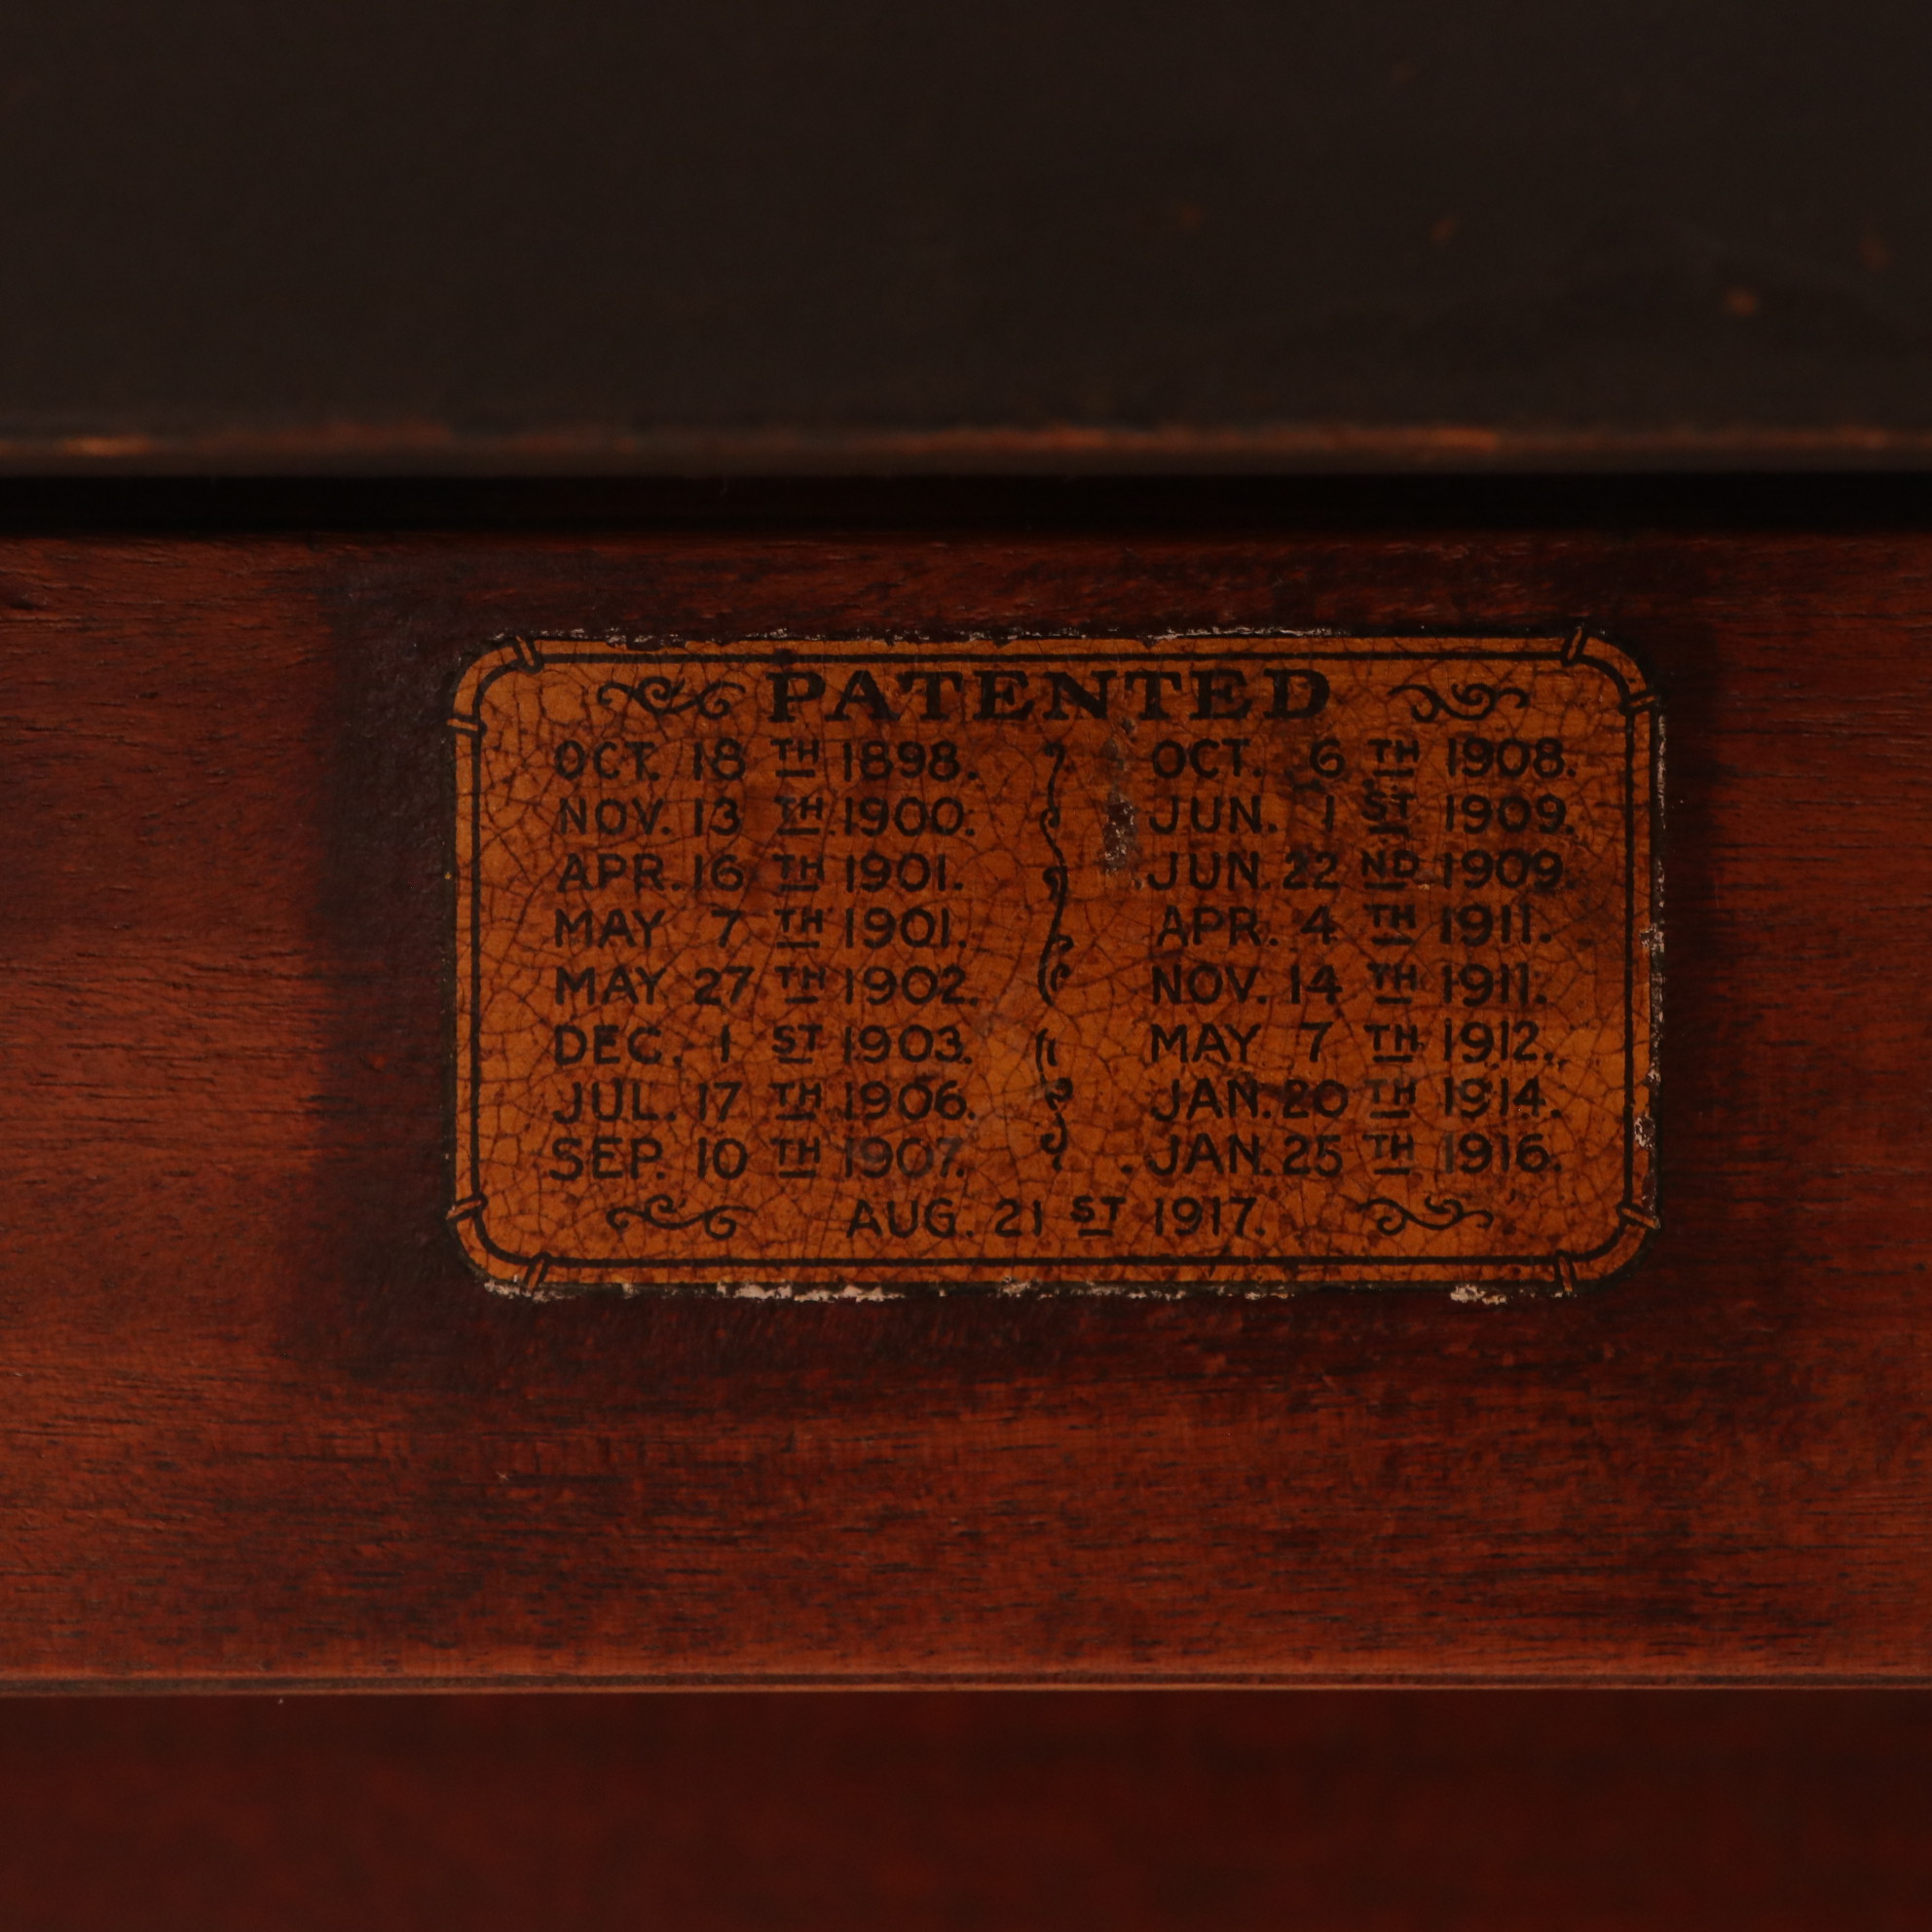 PATENTED
OCT. 18 TH 1898.
NOV. 13 TH 1900.
APR. 16 TH 1901.
MAY 7 TH 1901.
MAY 27 TH 1902.
DEC. 1 ST 1903.
JUL. 17 TH 1906.
SEP. 10 TH 1907.
OCT. 6 TH 1908.
JUN. 1 ST 1909.
JUN. 22 ND 1909.
APR. 4 TH 1911.
NOV. 14 TH 1911.
MAY 7 TH 1912.
JAN. 20 TH 1914.
JAN. 25 TH 1916.
AUG. 21 ST 1917.